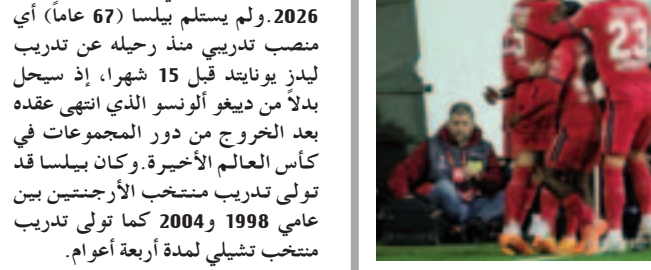 2026.ولم يستلم بيلسا (67 عاماً) أي
منصب تدريبي منذ رحيله عن تدريب
ليدز يونايتد قبل 15 شهرا، إذ سيحل
بدلاً من دييغو ألونسو الذي انتهى عقده
بعد الخروج من دور المجموعات في
كأس العالم الأخيرة.وكان بيلسا قد
تولى تدريب منتخب الأرجنتين بين
عامي 1998 و2004 كما تولى تدريب
منتخب تشيلي لمدة أربعة أعوام.
23